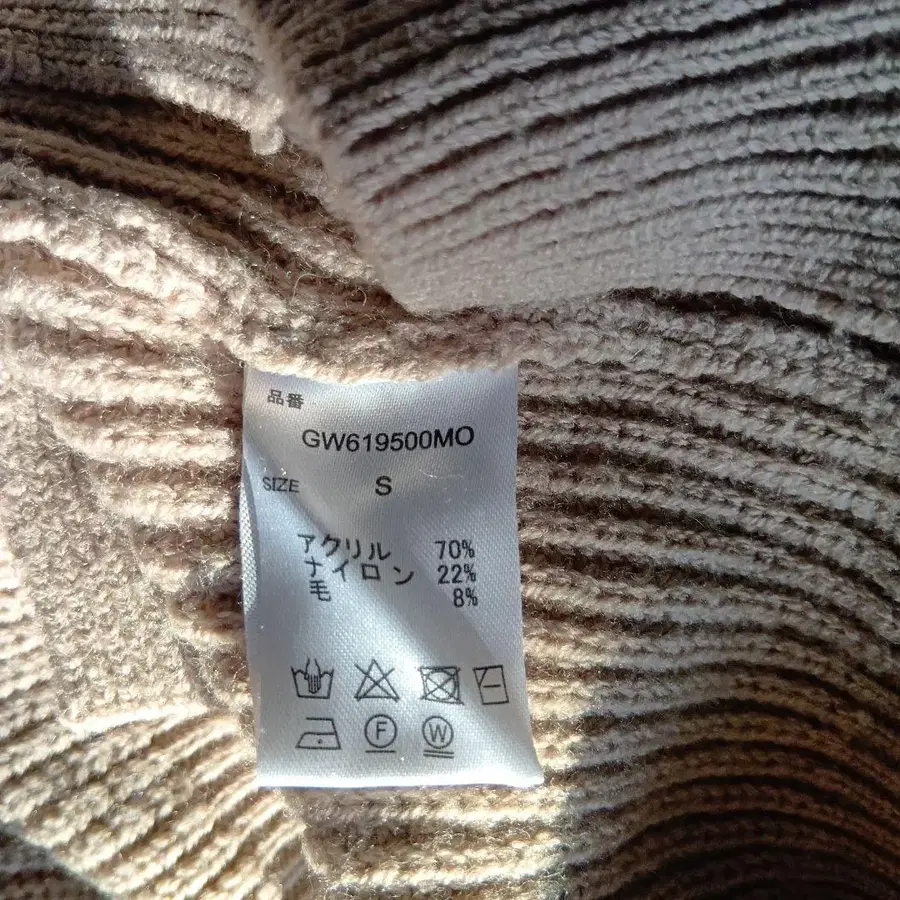 品番
GW619500MO
SIZE S
アクリル 70%
ナイロン 22%
毛 8%
F W